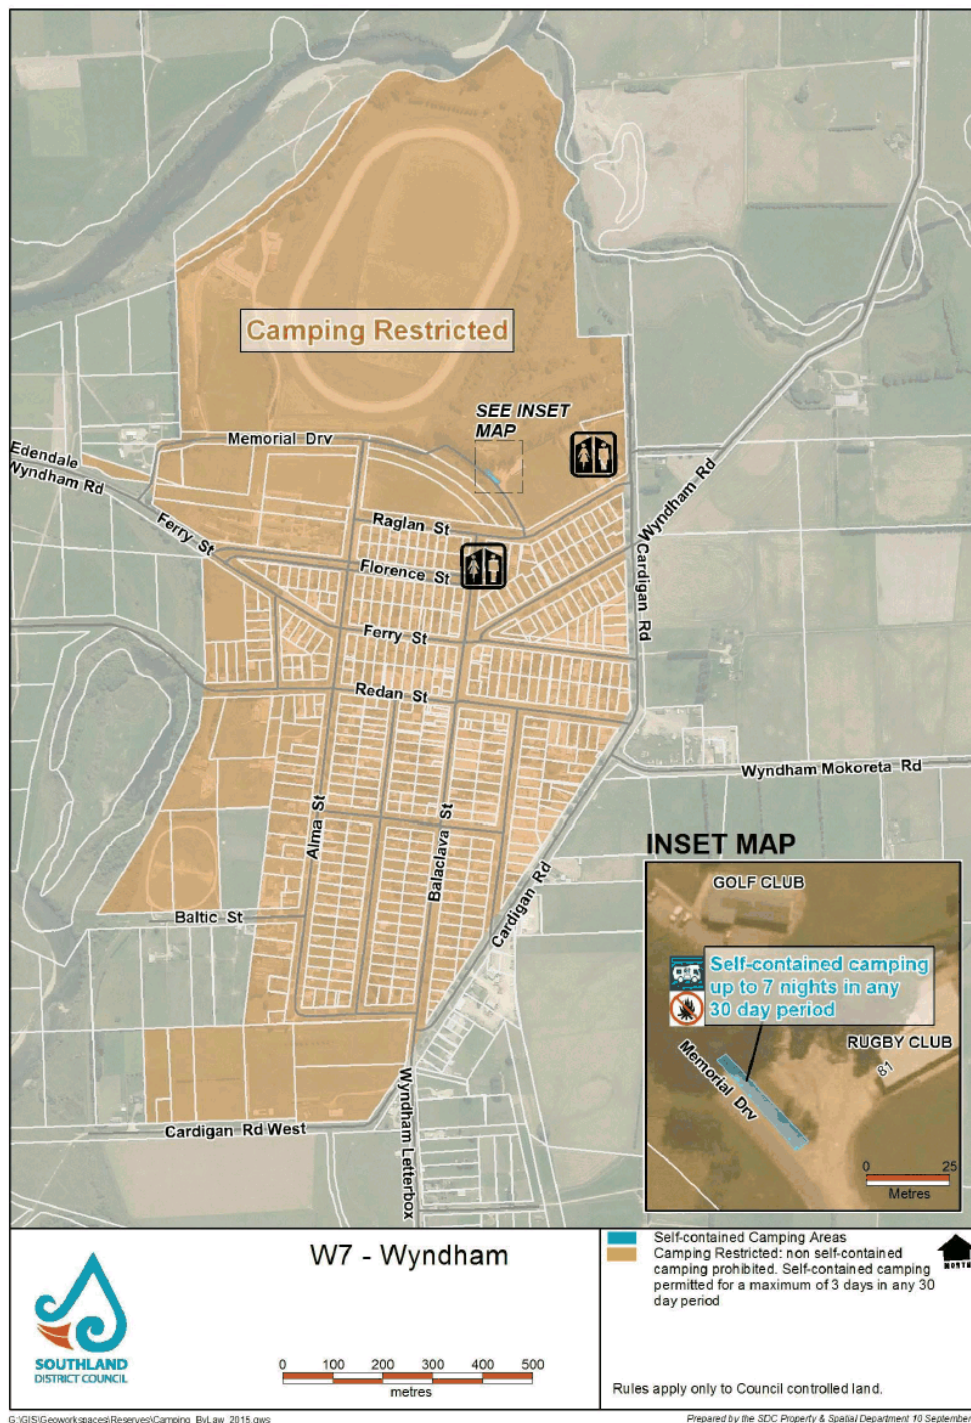 Camping Restricted
SEE INSET
MAP
Memorial Drv
Edendale
Wyndham Rd
Ferry St
Raglan St
Florence St
Wyndham Rd
Cardigan Rd
Ferry St
Redan St
Wyndham Mokoreta Rd
Alma St
Balaclava St
Cardigan Rd
Baltic St
Cardigan Rd West
Wyndham Letterbox
INSET MAP
GOLF CLUB
Self-contained camping
up to 7 nights in any
30 day period
RUGBY CLUB
81
Memorial Drv
0 25
Metres
W7 - Wyndham
SOUTHLAND
DISTRICT COUNCIL
0 100 200 300 400 500
metres
Self-contained Camping Areas
Camping Restricted: non self-contained
camping prohibited. Self-contained camping
permitted for a maximum of 3 days in any 30
day period
NORTH
Rules apply only to Council controlled land.
G:\GIS\Geoworkspaces\Reserves\Camping_ByLaw_2015.gws
Prepared by the SDC Property & Spatial Department 10 September